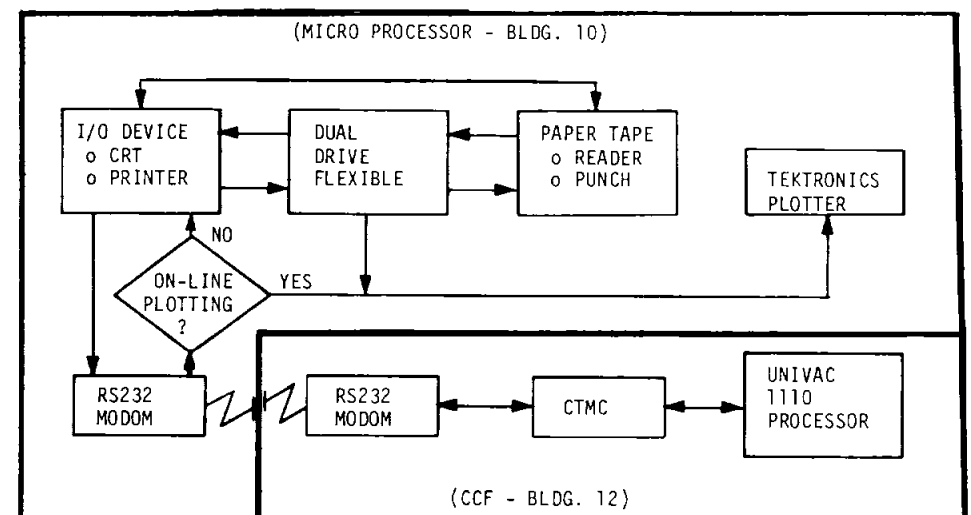 (MICRO PROCESSOR - BLDG. 10)
I/O DEVICE
o CRT
o PRINTER
DUAL
DRIVE
FLEXIBLE
PAPER TAPE
o READER
o PUNCH
TEKTRONICS
PLOTTER
NO
YES
ON-LINE
PLOTTING
?
RS232
MODOM
RS232
MODOM
CTMC
UNIVAC
1110
PROCESSOR
(CCF - BLDG. 12)